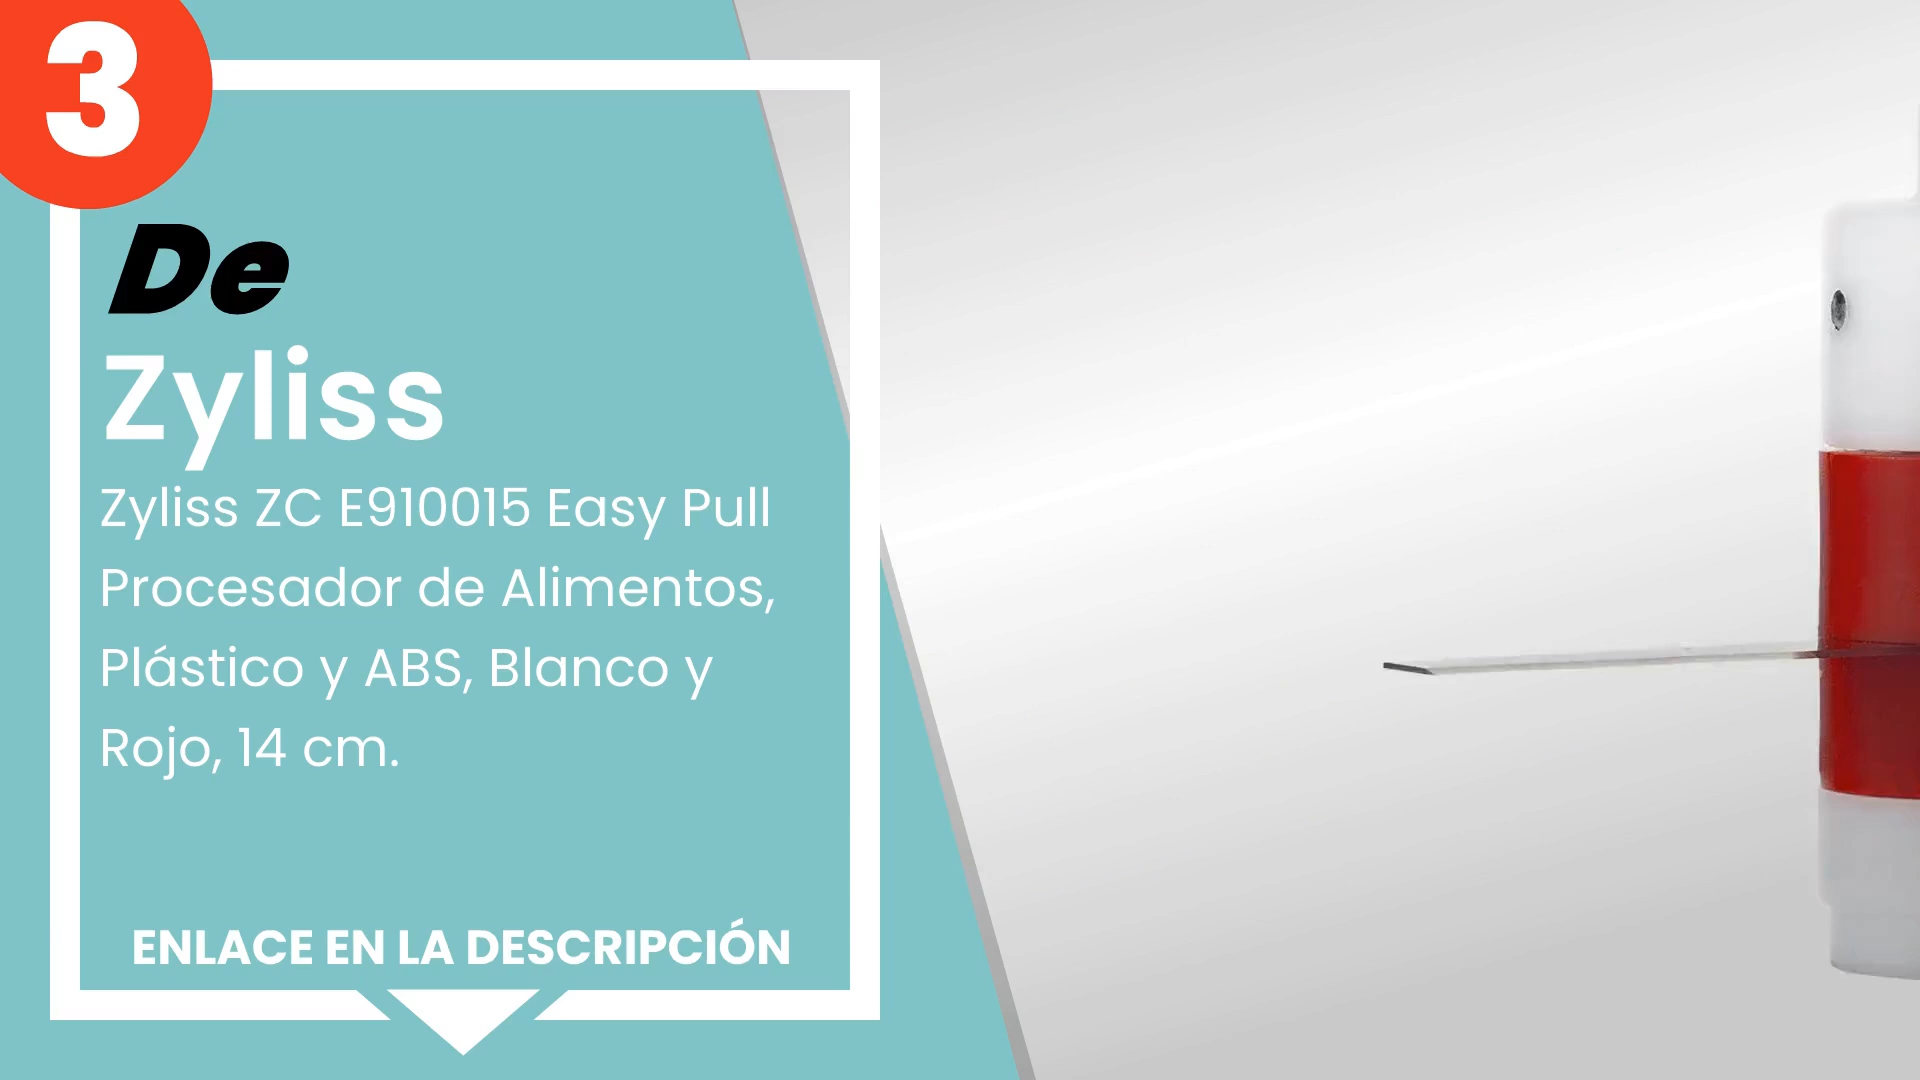 3
De
Zyliss
Zyliss ZC E910015 Easy Pull
Procesador de Alimentos,
Plástico y ABS, Blanco y
Rojo, 14 cm.
ENLACE EN LA DESCRIPCIÓN